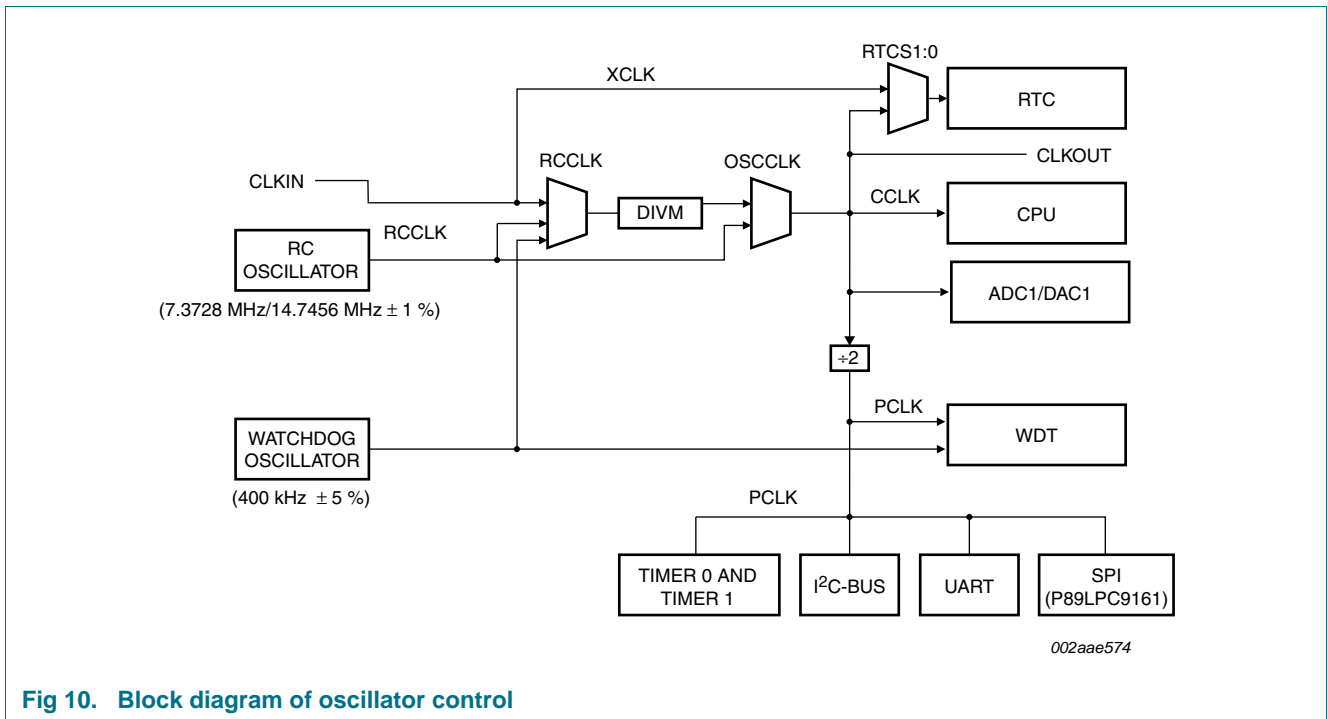 RTCS1:0
XCLK
RTC
RCCLK
OSCCLK
CLKOUT
CLKIN
DIVM
CCLK
CPU
RCCLK
RC
OSCILLATOR
(7.3728 MHz/14.7456 MHz ± 1 %)
ADC1/DAC1
÷2
PCLK
WDT
WATCHDOG
OSCILLATOR
(400 kHz ± 5 %)
PCLK
TIMER 0 AND
TIMER 1
I²C-BUS
UART
SPI
(P89LPC9161)
002aae574
Fig 10. Block diagram of oscillator control